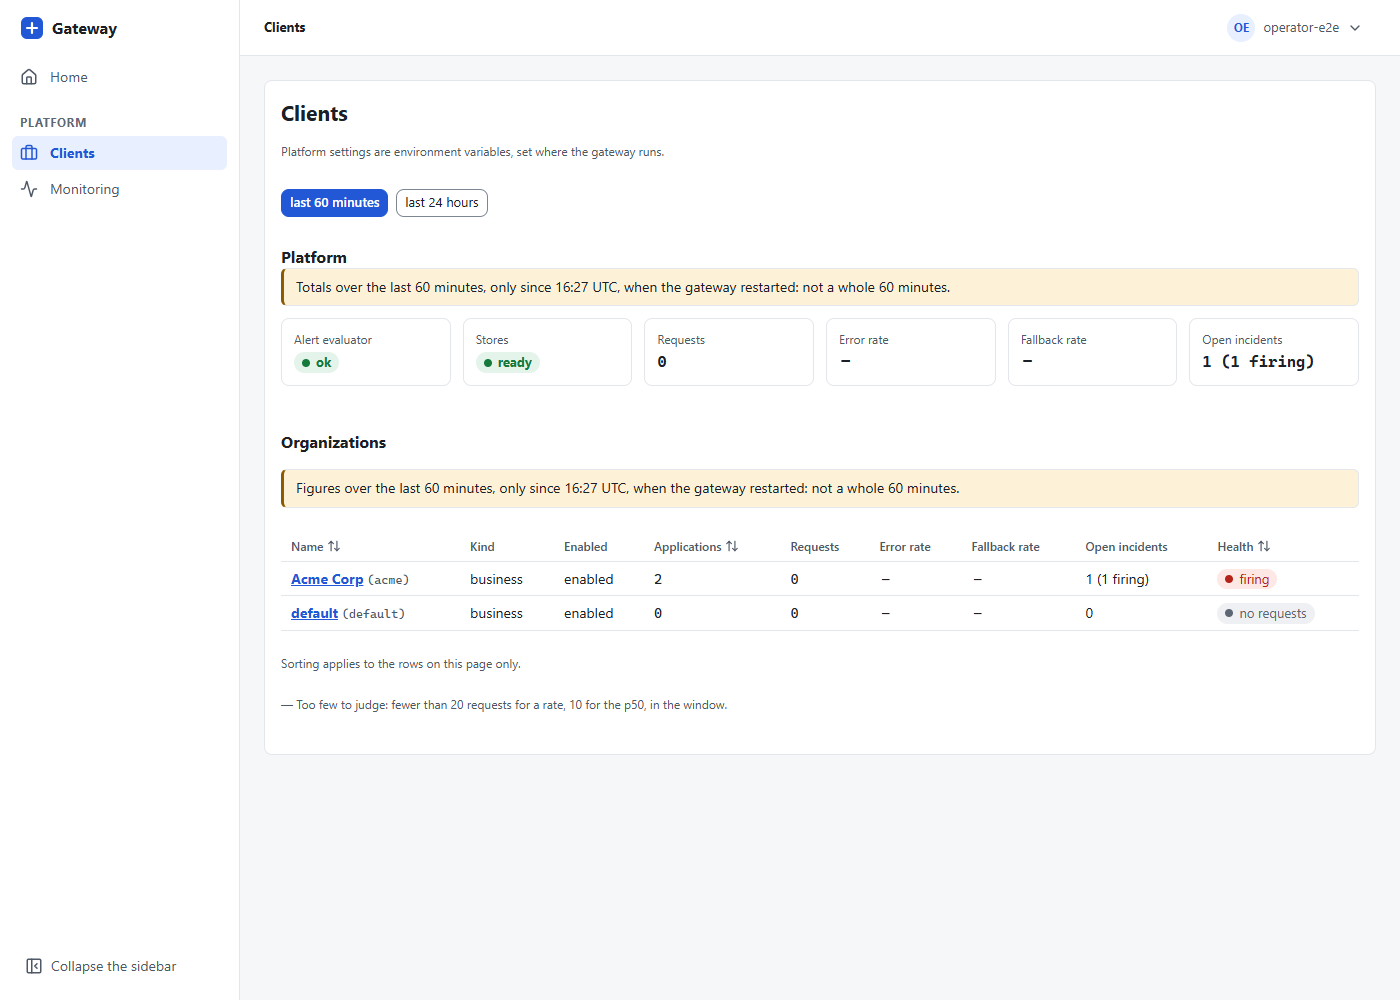 Gateway
Clients
OE operator-e2e
Home
PLATFORM
Clients
Monitoring
Clients
Platform settings are environment variables, set where the gateway runs.
last 60 minutes last 24 hours
Platform
Totals over the last 60 minutes, only since 16:27 UTC, when the gateway restarted: not a whole 60 minutes.
Alert evaluator Stores Requests Error rate Fallback rate Open incidents
ok ready 0 — — 1 (1 firing)
Organizations
Figures over the last 60 minutes, only since 16:27 UTC, when the gateway restarted: not a whole 60 minutes.
Name Kind Enabled Applications Requests Error rate Fallback rate Open incidents Health
Acme Corp (acme) business enabled 2 0 — — 1 (1 firing) firing
default (default) business enabled 0 0 — — 0 no requests
Sorting applies to the rows on this page only.
— Too few to judge: fewer than 20 requests for a rate, 10 for the p50, in the window.
Collapse the sidebar